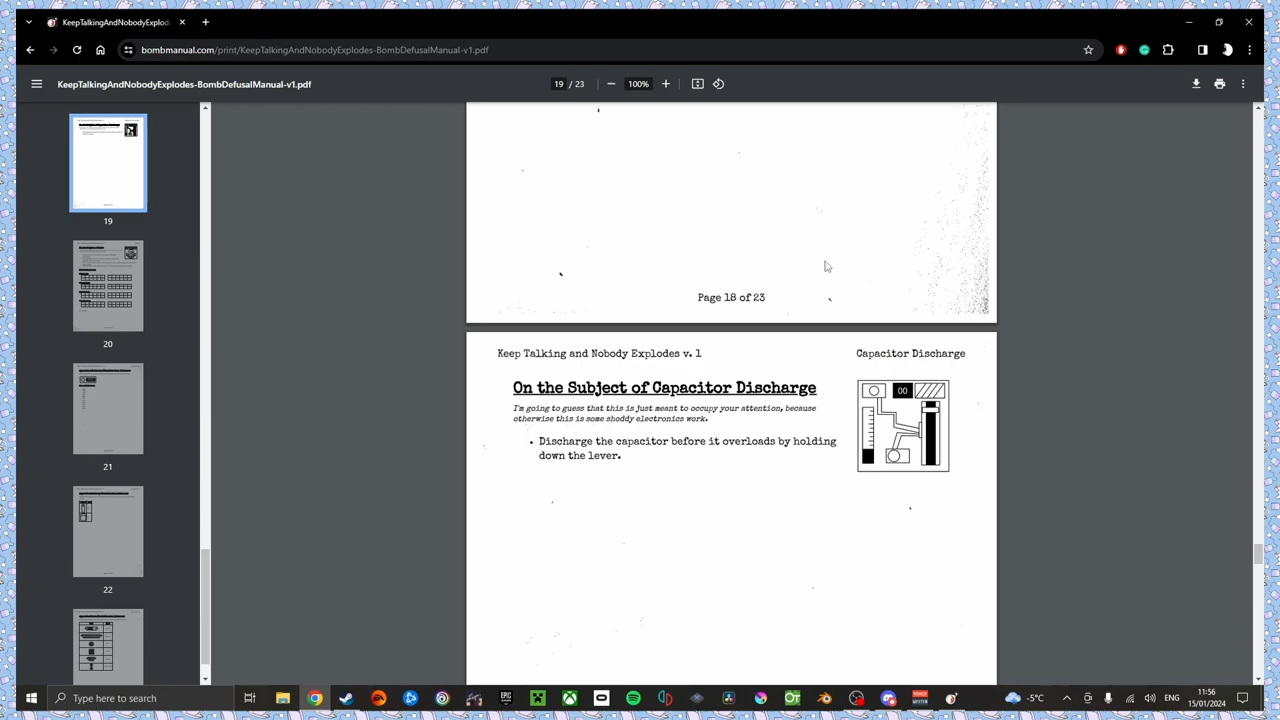 KeepTalkingAndNobodyExplod
bombmanual.com/print/KeepTalkingAndNobodyExplodes-BombDefusalManual-v1.pdf
KeepTalkingAndNobodyExplodes-BombDefusalManual-v1.pdf
19 / 23
100%
19
20
21
22
Page 18 of 23
Keep Talking and Nobody Explodes v. 1
Capacitor Discharge
On the Subject of Capacitor Discharge
I'm going to guess that this is just meant to occupy your attention, because
otherwise this is some shoddy electronics work.
• Discharge the capacitor before it overloads by holding
down the lever.
00
Type here to search
-5°C
ENG
11:56
15/01/2024